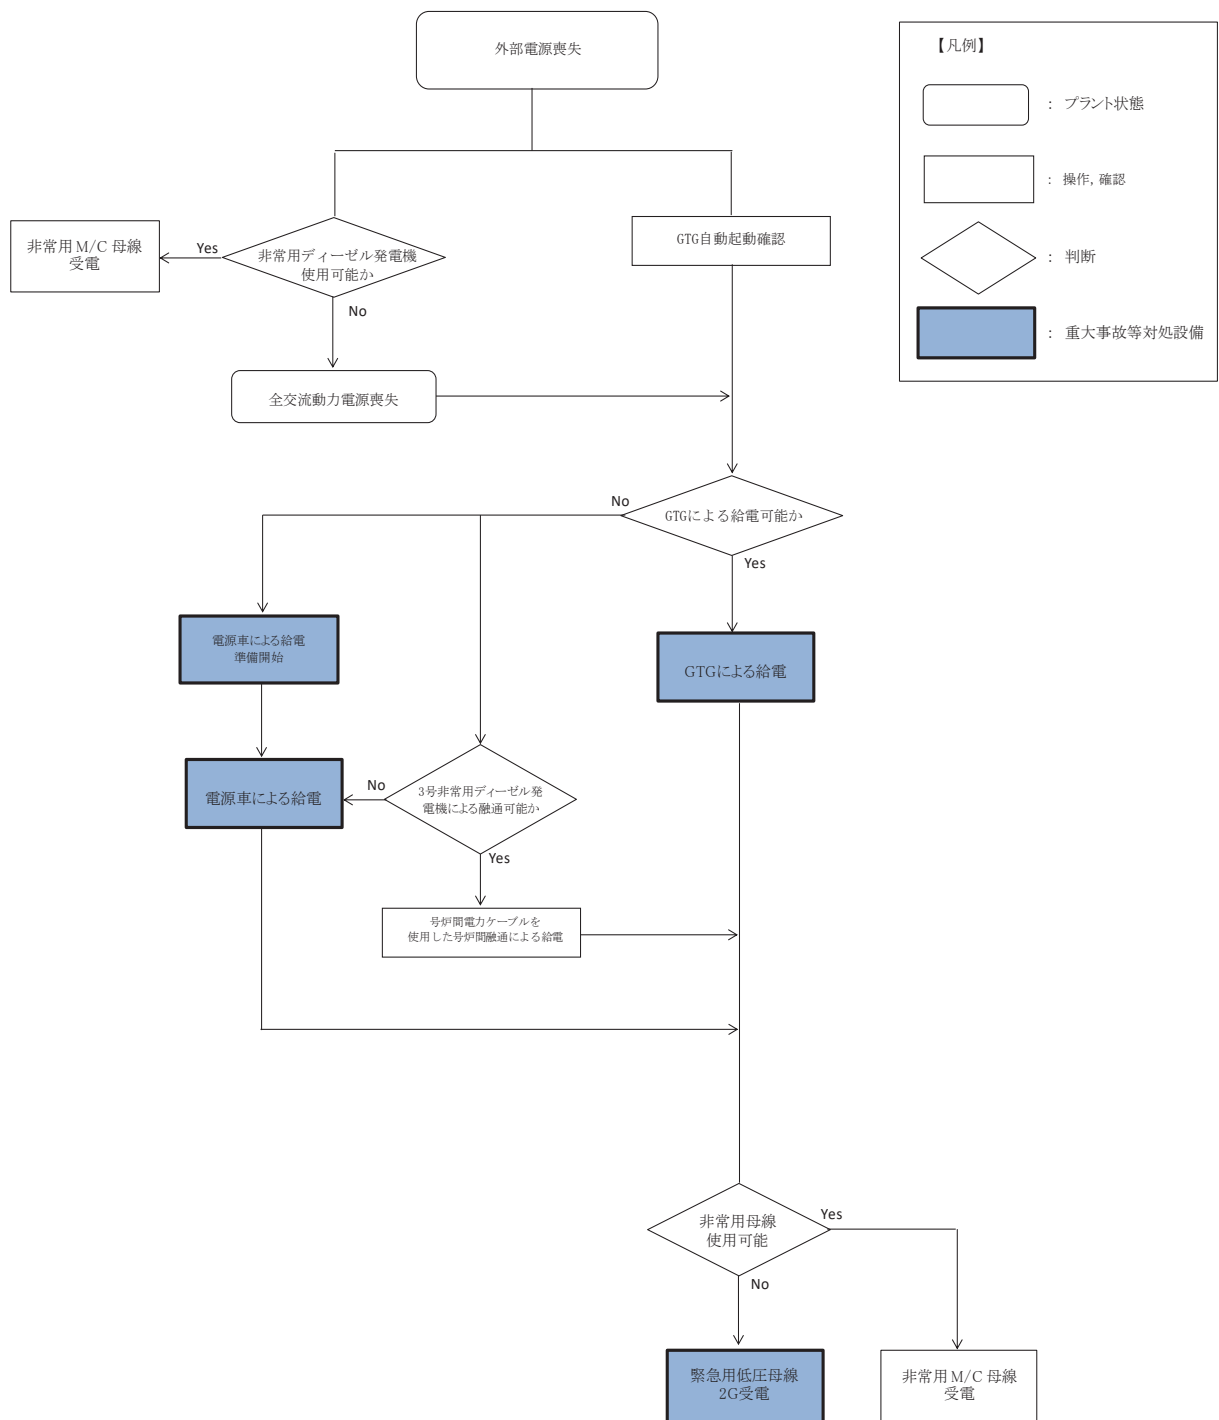 外部電源喪失
【凡例】
: プラント状態
: 操作, 確認
: 判断
: 重大事故等対処設備
非常用 M/C 母線
受電
Yes
非常用ディーゼル発電機
使用可能か
No
GTG自動起動確認
全交流動力電源喪失
No
GTGによる給電可能か
Yes
電源車による給電
準備開始
GTGによる給電
電源車による給電
No
3号非常用ディーゼル発
電機による融通可能か
Yes
号炉間電力ケーブルを
使用した号炉間融通による給電
非常用母線
使用可能
Yes
No
緊急用低圧母線
2G受電
非常用 M/C 母線
受電